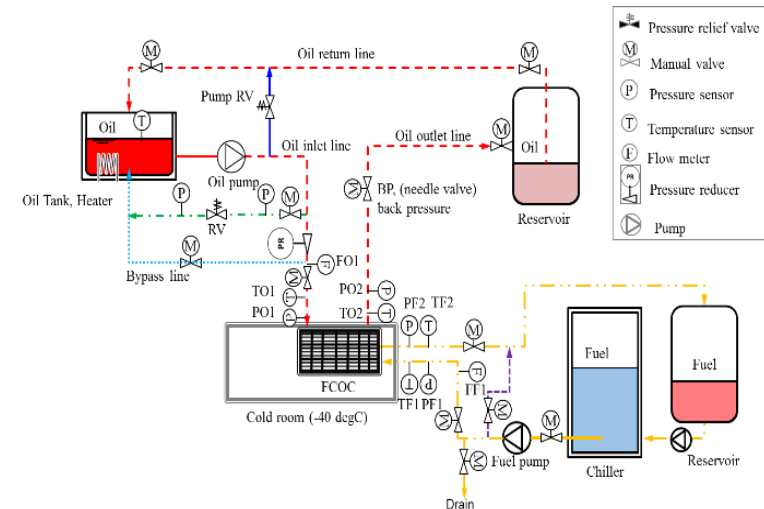 Pressure relief valve
M
Manual valve
P
Pressure sensor
T
Temperature sensor
F
Flow meter
PR
Pressure reducer
Pump
M
Oil return line
M
Pump RV
Oil
T
Oil inlet line
Oil outlet line
M
Oil
Oil pump
Oil Tank, Heater
P
P
M
RV
M
BP, (needle valve)
back pressure
Reservoir
PR
M
Bypass line
F
FO1
M
TO1
T
PO1
P
PO2
P
TO2
T
PF2
TF2
P
T
M
FCOC
T
P
TF1
PF1
F
FF1
M
M
M
M
Fuel pump
Fuel
Fuel
Cold room (-40 degC)
Chiller
Reservoir
Drain